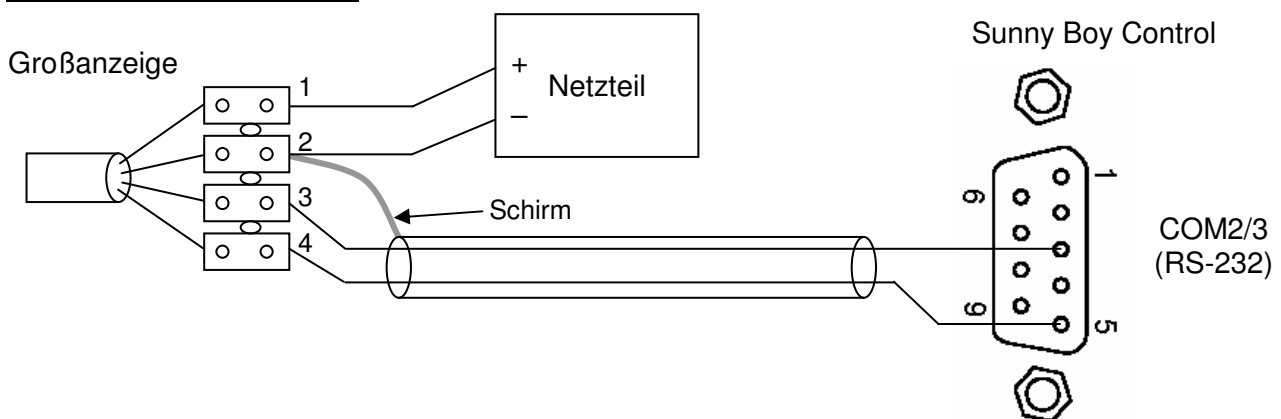 Großanzeige
1
2
3
4
+
Netzteil
–
Schirm
Sunny Boy Control
1
6
9
5
COM2/3
(RS-232)